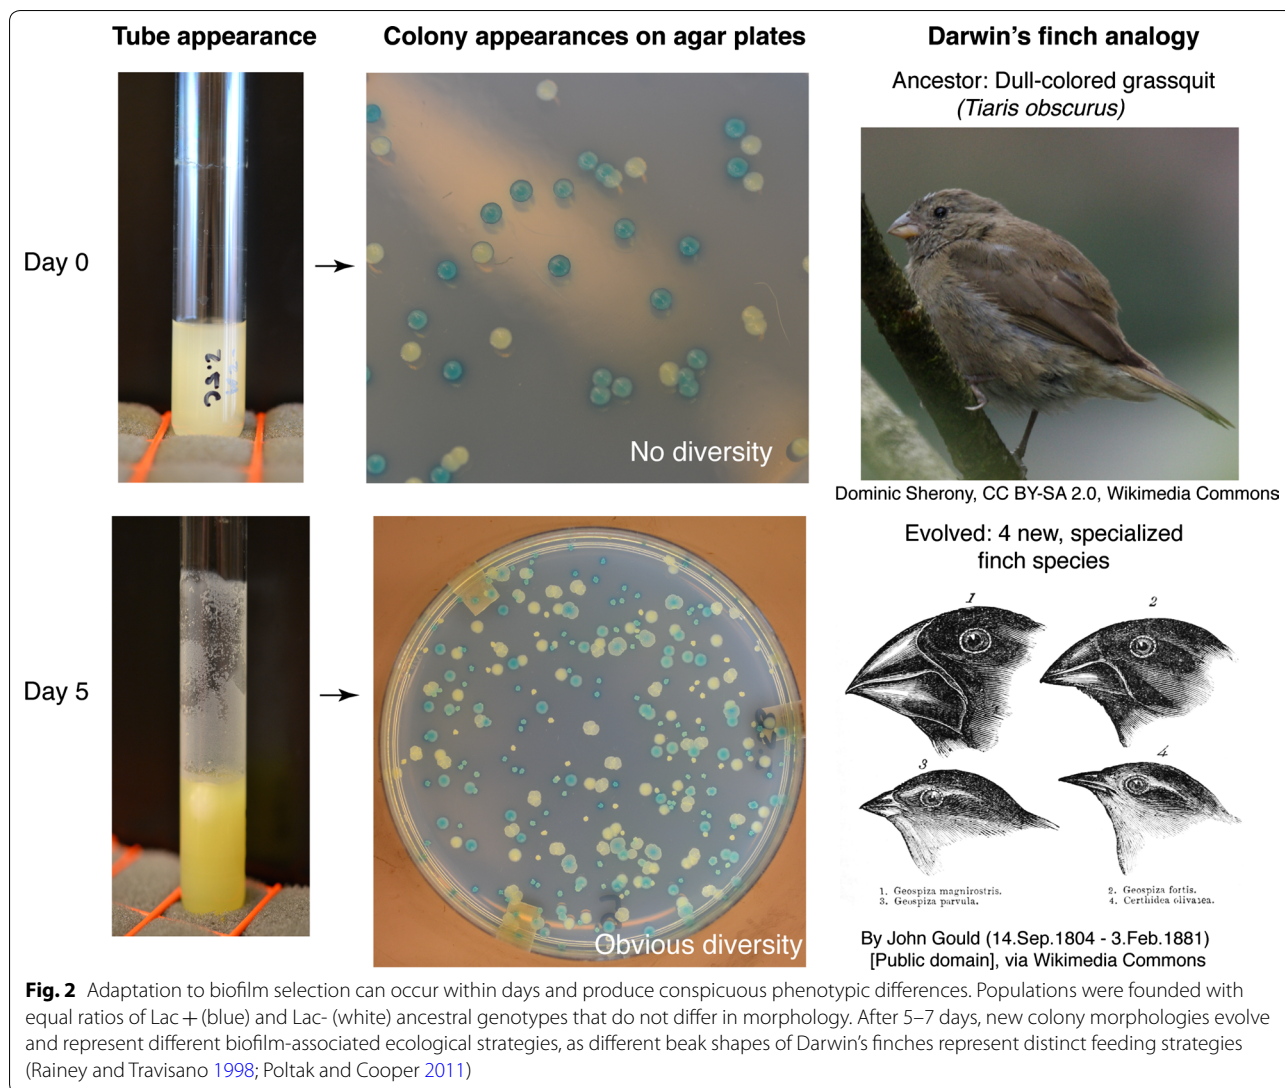 Tube appearance
Colony appearances on agar plates
Darwin's finch analogy
Ancestor: Dull-colored grassquit
(Tiaris obscurus)
Day 0
No diversity
Dominic Sherony, CC BY-SA 2.0, Wikimedia Commons
Evolved: 4 new, specialized
finch species
Day 5
1
2
3
4
1. Geospiza magnirostris.
2. Geospiza fortis.
3. Geospiza parvula.
4. Certhidea olivasea.
Obvious diversity
By John Gould (14.Sep.1804 - 3.Feb.1881)
[Public domain], via Wikimedia Commons
Fig. 2 Adaptation to biofilm selection can occur within days and produce conspicuous phenotypic differences. Populations were founded with
equal ratios of Lac+ (blue) and Lac- (white) ancestral genotypes that do not differ in morphology. After 5–7 days, new colony morphologies evolve
and represent different biofilm-associated ecological strategies, as different beak shapes of Darwin's finches represent distinct feeding strategies
(Rainey and Travisano 1998; Poltak and Cooper 2011)